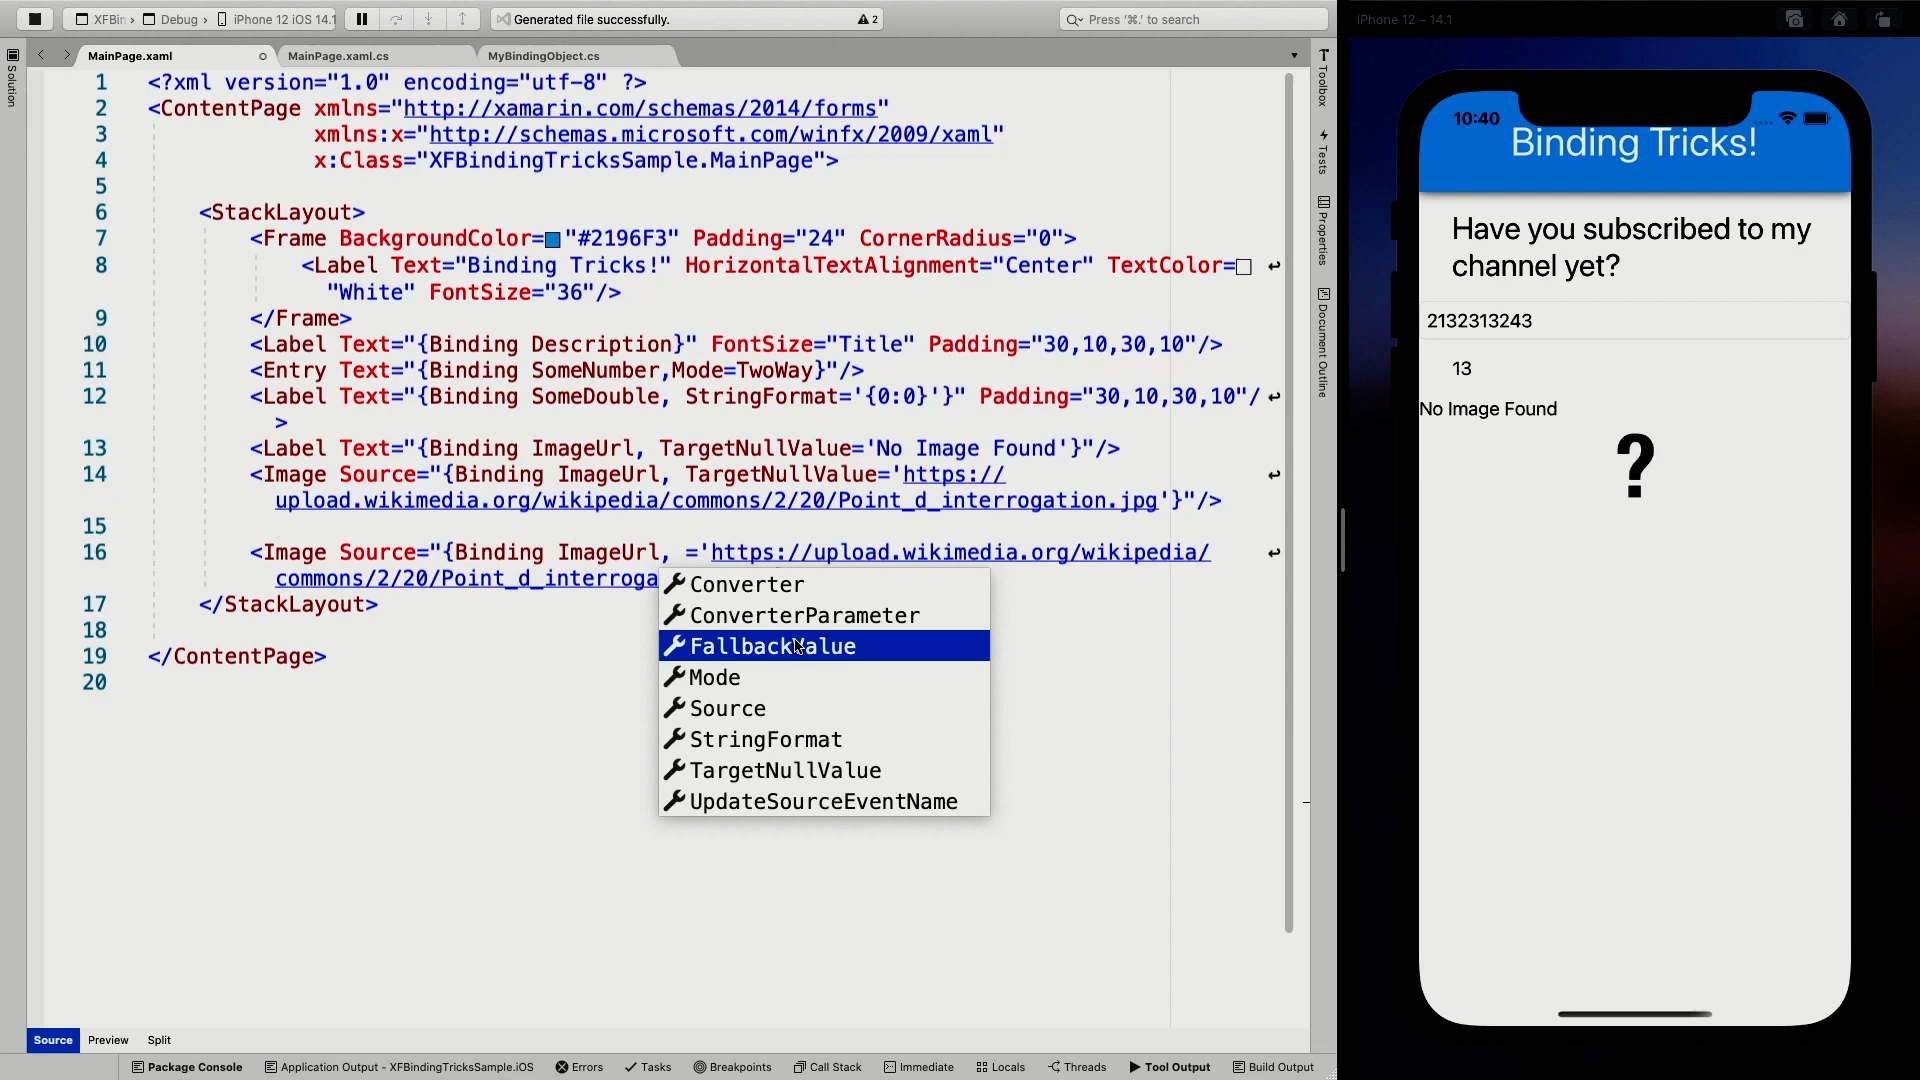 XFBin › Debug › iPhone 12 iOS 14.1
Generated file successfully.
2
Press '⌘.' to search
iPhone 12 – 14.1
Solution
MainPage.xaml
MainPage.xaml.cs
MyBindingObject.cs
Toolbox
Tests
Properties
Document Outline
1 <?xml version="1.0" encoding="utf-8" ?>
2 <ContentPage xmlns="http://xamarin.com/schemas/2014/forms"
3 xmlns:x="http://schemas.microsoft.com/winfx/2009/xaml"
4 x:Class="XFBindingTricksSample.MainPage">
5
6 <StackLayout>
7 <Frame BackgroundColor="#2196F3" Padding="24" CornerRadius="0">
8 <Label Text="Binding Tricks!" HorizontalTextAlignment="Center" TextColor=
"White" FontSize="36"/>
9 </Frame>
10 <Label Text="{Binding Description}" FontSize="Title" Padding="30,10,30,10"/>
11 <Entry Text="{Binding SomeNumber,Mode=TwoWay}"/>
12 <Label Text="{Binding SomeDouble, StringFormat='{0:0}'}" Padding="30,10,30,10"/
>
13 <Label Text="{Binding ImageUrl, TargetNullValue='No Image Found'}"/>
14 <Image Source="{Binding ImageUrl, TargetNullValue='https://
upload.wikimedia.org/wikipedia/commons/2/20/Point_d_interrogation.jpg'}"/>
15
16 <Image Source="{Binding ImageUrl, ='https://upload.wikimedia.org/wikipedia/
commons/2/20/Point_d_interroga
17 </StackLayout>
18
19 </ContentPage>
20
Converter
ConverterParameter
FallbackValue
Mode
Source
StringFormat
TargetNullValue
UpdateSourceEventName
Source Preview Split
Package Console Application Output - XFBindingTricksSample.iOS Errors Tasks Breakpoints Call Stack Immediate Locals Threads Tool Output Build Output
10:40
Binding Tricks!
Have you subscribed to my
channel yet?
2132313243
13
No Image Found
?